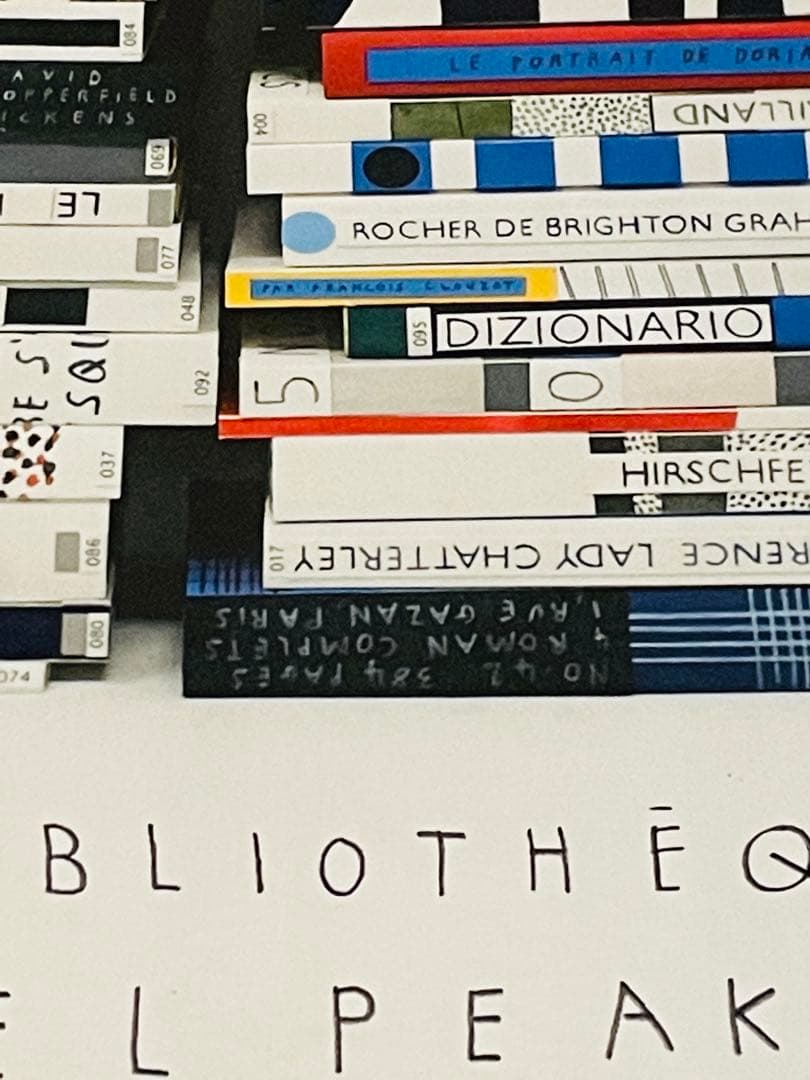 084
AVID
OPPERFIELD
ICKENS
069
LE
077
048
092
037
086
080
074
LE PORTRAIT DE DORIA
004
ILLAND
ROCHER DE BRIGHTON GRAH
PAR FRANCOIS CLOUZOT
095 DIZIONARIO
5 O
HIRSCHFE
017 RENCE LADY CHATTERLEY
NO.42 384 PAGES
4 ROMAN COMPLETS
1, RUE GAZAN PARIS
BLIOTHĒQ
EL PEAK